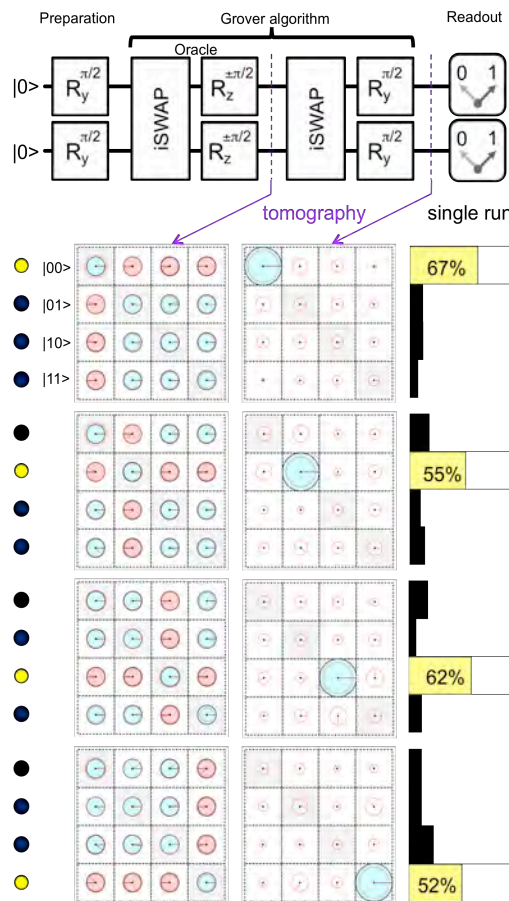 Preparation Grover algorithm Readout
Oracle
|0> R_y^π/2 iSWAP R_z^±π/2 iSWAP R_y^π/2 0 1
|0> R_y^π/2 R_z^±π/2 R_y^π/2 0 1
tomography single run
|00> 67%
|01>
|10>
|11>
55%
62%
52%